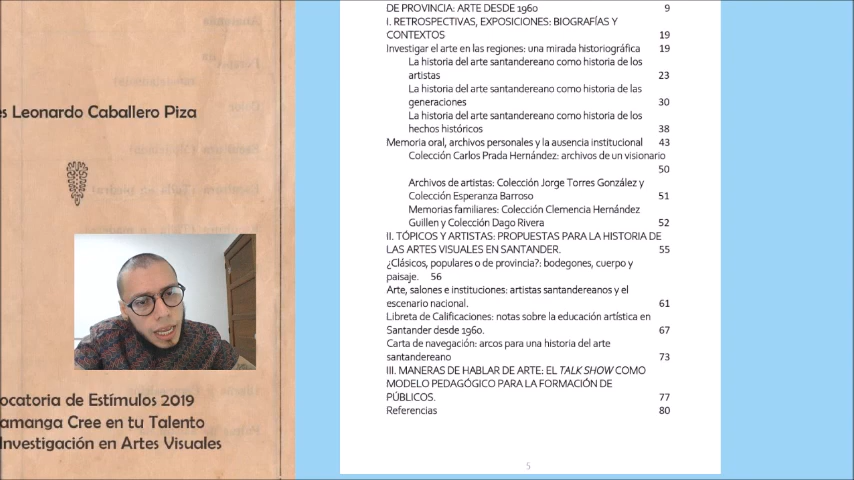 es Leonardo Caballero Piza
ocatoria de Estímulos 2019
amanga Cree en tu Talento
Investigación en Artes Visuales
DE PROVINCIA: ARTE DESDE 1960 9
I. RETROSPECTIVAS, EXPOSICIONES: BIOGRAFÍAS Y
CONTEXTOS 19
Investigar el arte en las regiones: una mirada historiográfica 19
La historia del arte santandereano como historia de los
artistas 23
La historia del arte santandereano como historia de las
generaciones 30
La historia del arte santandereano como historia de los
hechos históricos 38
Memoria oral, archivos personales y la ausencia institucional 43
Colección Carlos Prada Hernández: archivos de un visionario
50
Archivos de artistas: Colección Jorge Torres González y
Colección Esperanza Barroso 51
Memorias familiares: Colección Clemencia Hernández
Guillen y Colección Dago Rivera 52
II. TÓPICOS Y ARTISTAS: PROPUESTAS PARA LA HISTORIA DE
LAS ARTES VISUALES EN SANTANDER. 55
¿Clásicos, populares o de provincia?: bodegones, cuerpo y
paisaje. 56
Arte, salones e instituciones: artistas santandereanos y el
escenario nacional. 61
Libreta de Calificaciones: notas sobre la educación artística en
Santander desde 1960. 67
Carta de navegación: arcos para una historia del arte
santandereano 73
III. MANERAS DE HABLAR DE ARTE: EL TALK SHOW COMO
MODELO PEDAGÓGICO PARA LA FORMACIÓN DE
PÚBLICOS. 77
Referencias 80
5